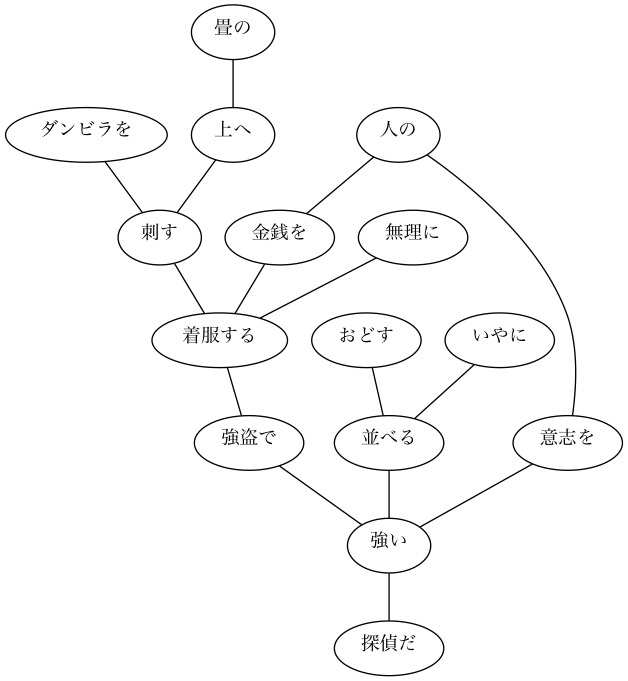 畳の
ダンビラを
上へ
人の
刺す
金銭を
無理に
着服する
おどす
いやに
強盗で
並べる
意志を
強い
探偵だ